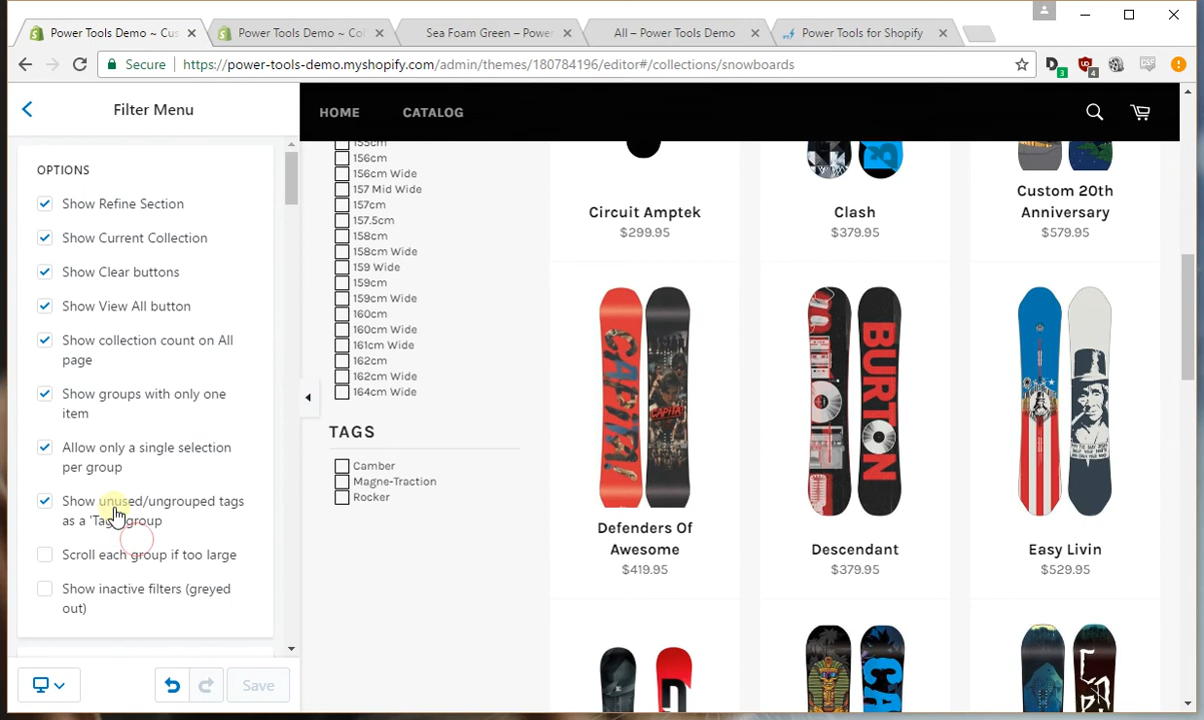 Power Tools Demo ~ Cus
Power Tools Demo ~ Col
Sea Foam Green – Power
All – Power Tools Demo
Power Tools for Shopify
Secure
https://power-tools-demo.myshopify.com/admin/themes/180784196/editor#/collections/snowboards
3
4
Filter Menu
HOME
CATALOG
OPTIONS
Show Refine Section
Show Current Collection
Show Clear buttons
Show View All button
Show collection count on All
page
Show groups with only one
item
Allow only a single selection
per group
Show unused/ungrouped tags
as a 'Tag group
Scroll each group if too large
Show inactive filters (greyed
out)
Save
155cm
156cm
156cm Wide
157 Mid Wide
157cm
157.5cm
158cm
158cm Wide
159 Wide
159cm
159cm Wide
160cm
160cm Wide
161cm Wide
162cm
162cm Wide
164cm Wide
TAGS
Camber
Magne-Traction
Rocker
Circuit Amptek
$299.95
Clash
$379.95
Custom 20th
Anniversary
$579.95
CAPiTA
BURTON
Defenders Of
Awesome
$419.95
Descendant
$379.95
Easy Livin
$529.95